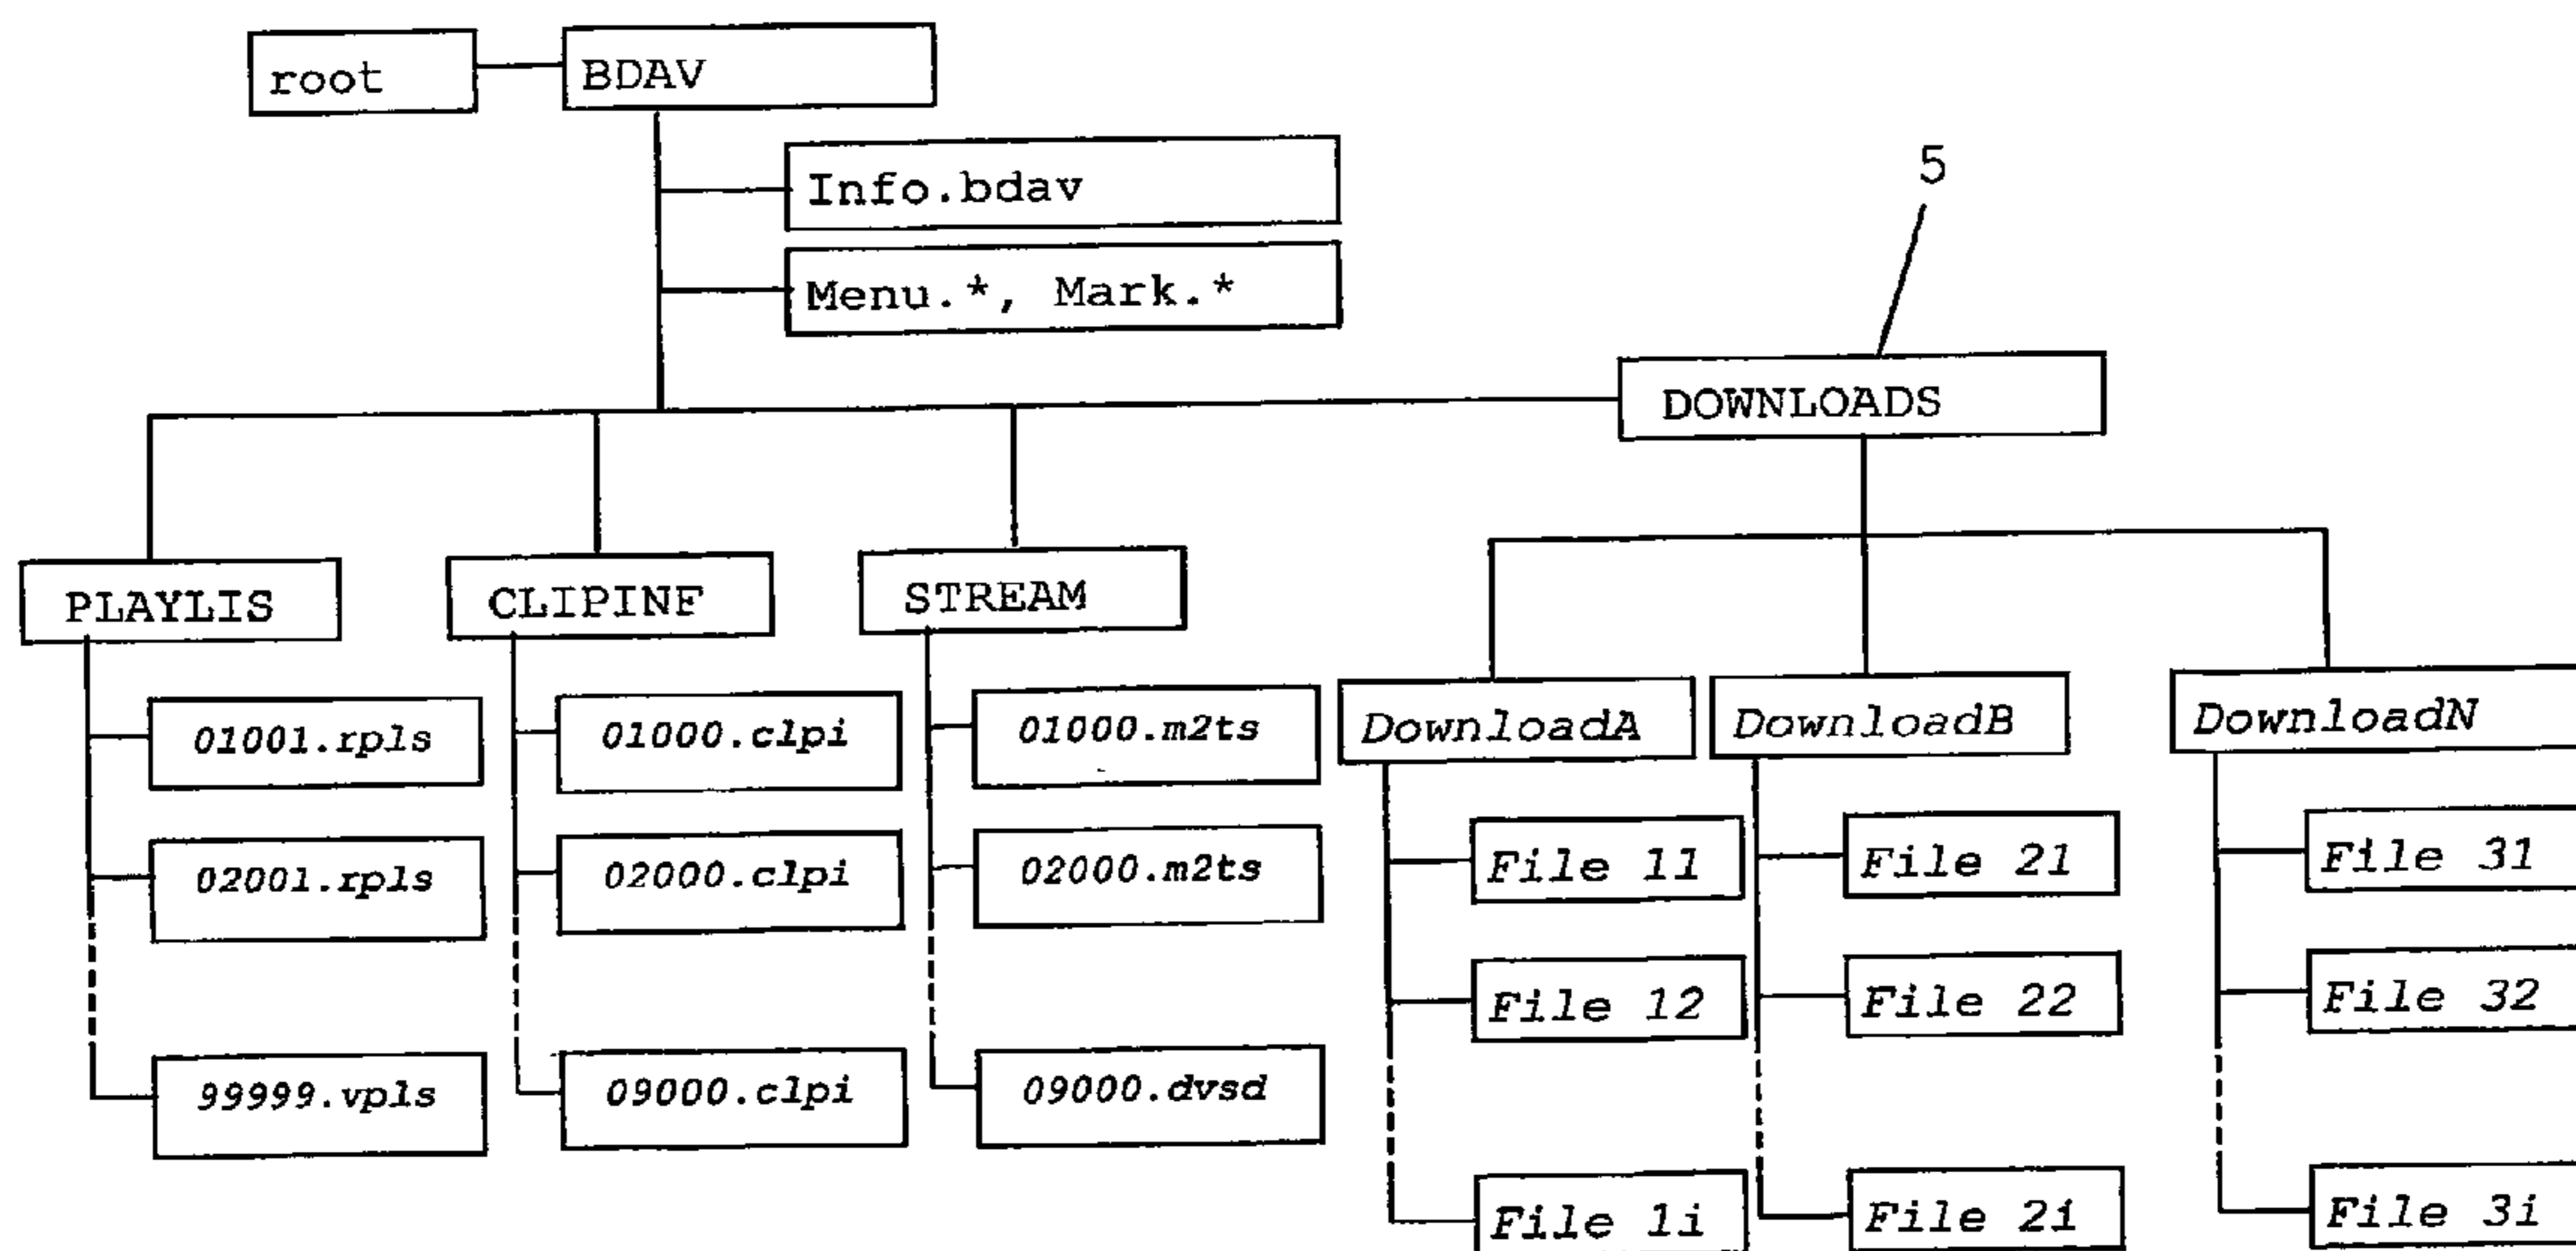 root
BDAV
Info.bdav
Menu.*, Mark.*
5
DOWNLOADS
PLAYLIS
CLIPINF
STREAM
01001.rpls
02001.rpls
99999.vpls
01000.clpi
02000.clpi
09000.clpi
01000.m2ts
02000.m2ts
09000.dvsd
DownloadA
DownloadB
DownloadN
File 11
File 12
File 1i
File 21
File 22
File 2i
File 31
File 32
File 3i